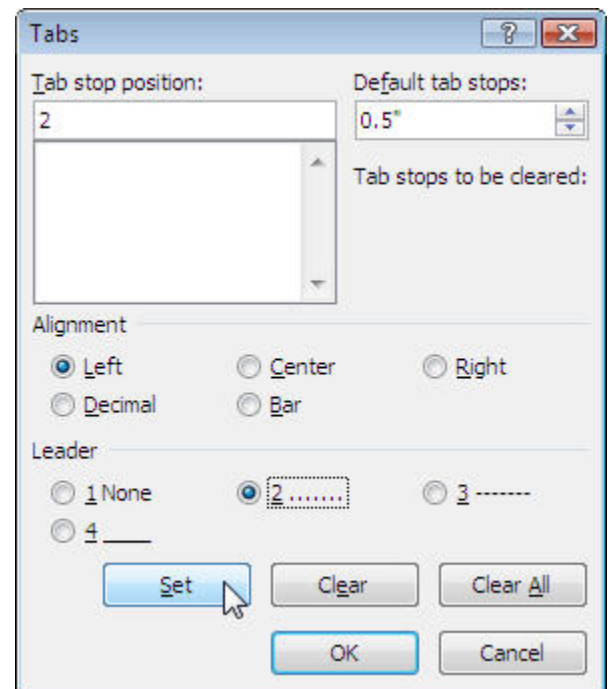 Tabs
Tab stop position: Default tab stops:
2 0.5"
Tab stops to be cleared:
Alignment
Left Center Right
Decimal Bar
Leader
1 None 2 ....... 3 -------
4 ____
Set Clear Clear All
OK Cancel